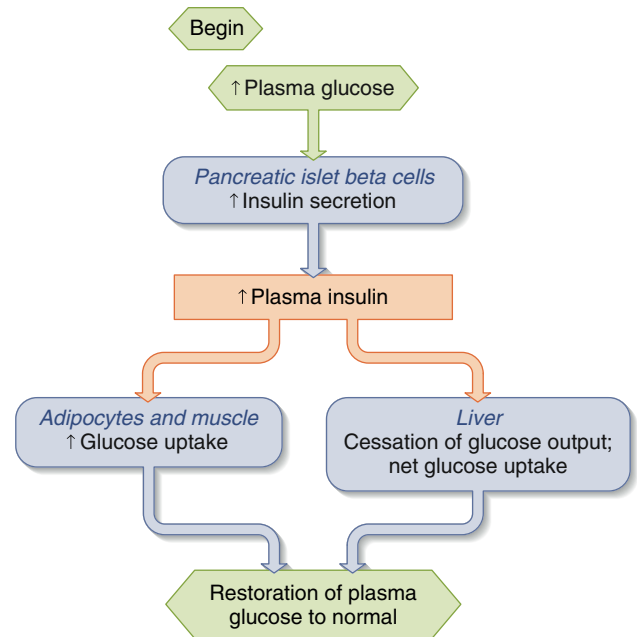 Begin
↑Plasma glucose
Pancreatic islet beta cells
↑Insulin secretion
↑Plasma insulin
Adipocytes and muscle
↑Glucose uptake
Liver
Cessation of glucose output;
net glucose uptake
Restoration of plasma
glucose to normal